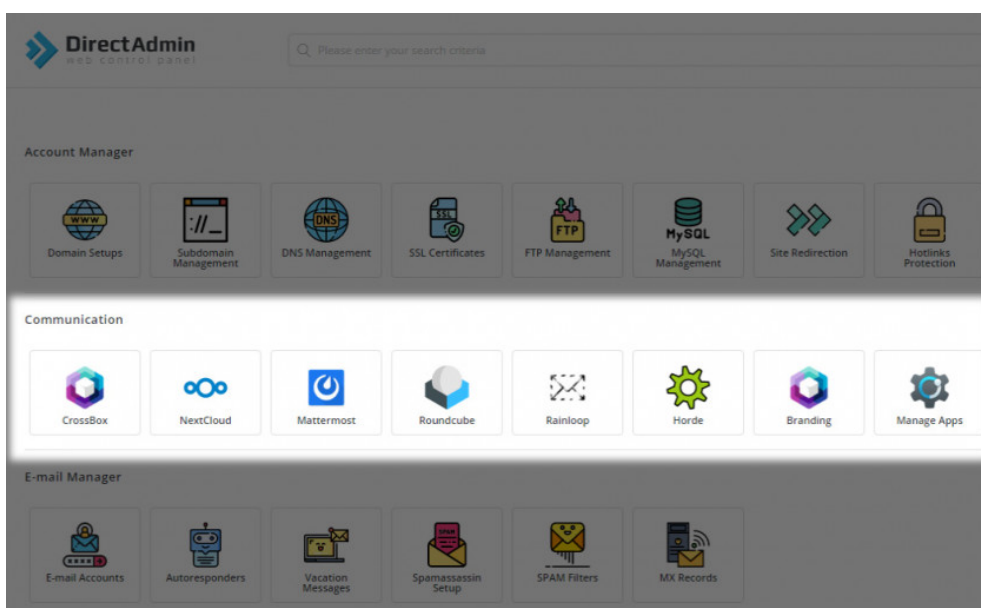 DirectAdmin
web control panel
Please enter your search criteria
Account Manager
WWW
://_
DNS
SSL
FTP
MySQL
Domain Setups
Subdomain
Management
DNS Management
SSL Certificates
FTP Management
MySQL
Management
Site Redirection
Hotlinks
Protection
Communication
CrossBox
NextCloud
Mattermost
Roundcube
Rainloop
Horde
Branding
Manage Apps
E-mail Manager
SPAM
E-mail Accounts
Autoresponders
Vacation
Messages
Spamassassin
Setup
SPAM Filters
MX Records